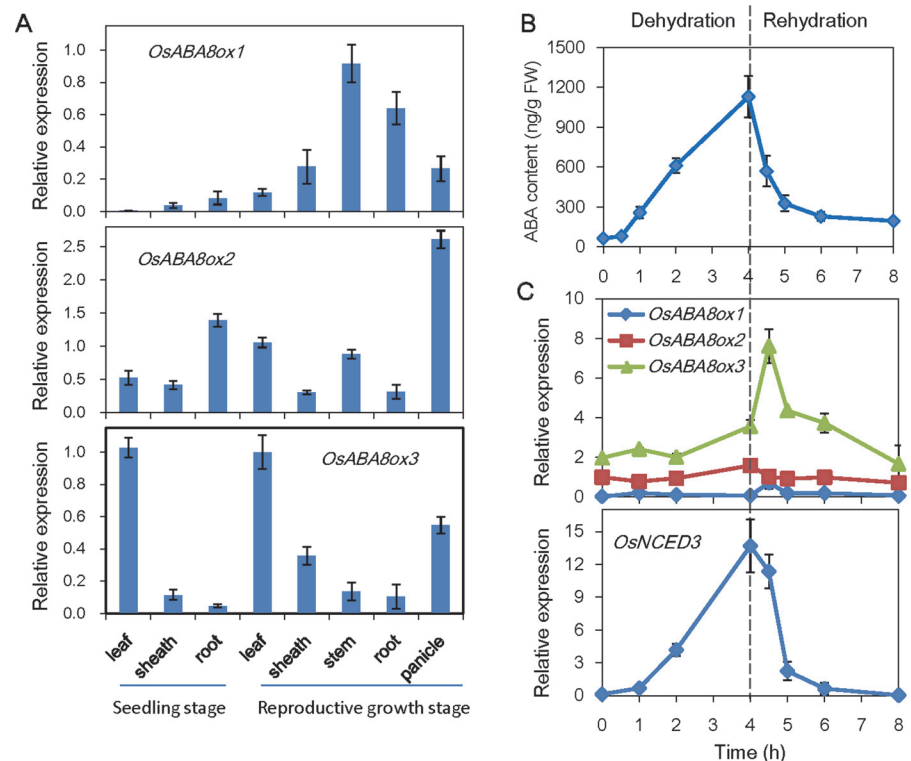 A
OsABA8ox1
Relative expression
1.0
0.8
0.6
0.4
0.2
0.0
OsABA8ox2
Relative expression
2.5
2.0
1.5
1.0
0.5
0.0
OsABA8ox3
Relative expression
1.0
0.8
0.6
0.4
0.2
0.0
leaf sheath root leaf sheath stem root panicle
Seedling stage Reproductive growth stage
Dehydration Rehydration
B
ABA content (ng/g FW)
1500
1200
900
600
300
0
0 1 2 3 4 5 6 7 8
C
OsABA8ox1
OsABA8ox2
OsABA8ox3
Relative expression
10
8
6
4
2
0
OsNCED3
Relative expression
15
12
9
6
3
0
0 1 2 3 4 5 6 7 8
Time (h)